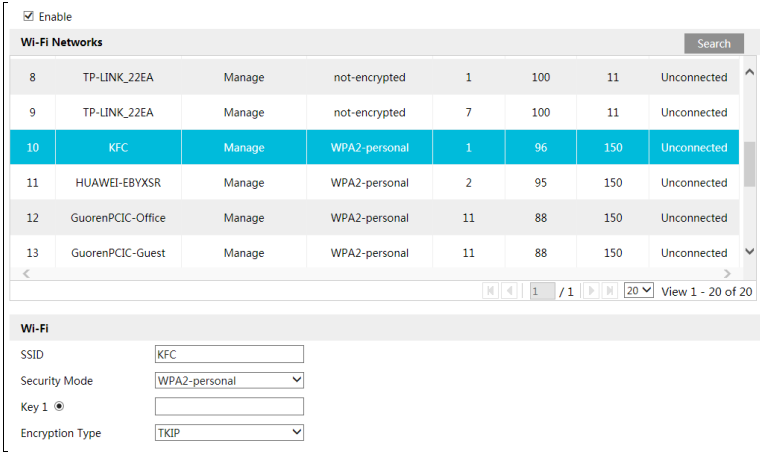 Enable
Wi-Fi Networks Search
8 TP-LINK_22EA Manage not-encrypted 1 100 11 Unconnected
9 TP-LINK_22EA Manage not-encrypted 7 100 11 Unconnected
10 KFC Manage WPA2-personal 1 96 150 Unconnected
11 HUAWEI-EBYXSR Manage WPA2-personal 2 95 150 Unconnected
12 GuorenPCIC-Office Manage WPA2-personal 11 88 150 Unconnected
13 GuorenPCIC-Guest Manage WPA2-personal 11 88 150 Unconnected
1 / 1 20 View 1 - 20 of 20
Wi-Fi
SSID KFC
Security Mode WPA2-personal
Key 1
Encryption Type TKIP